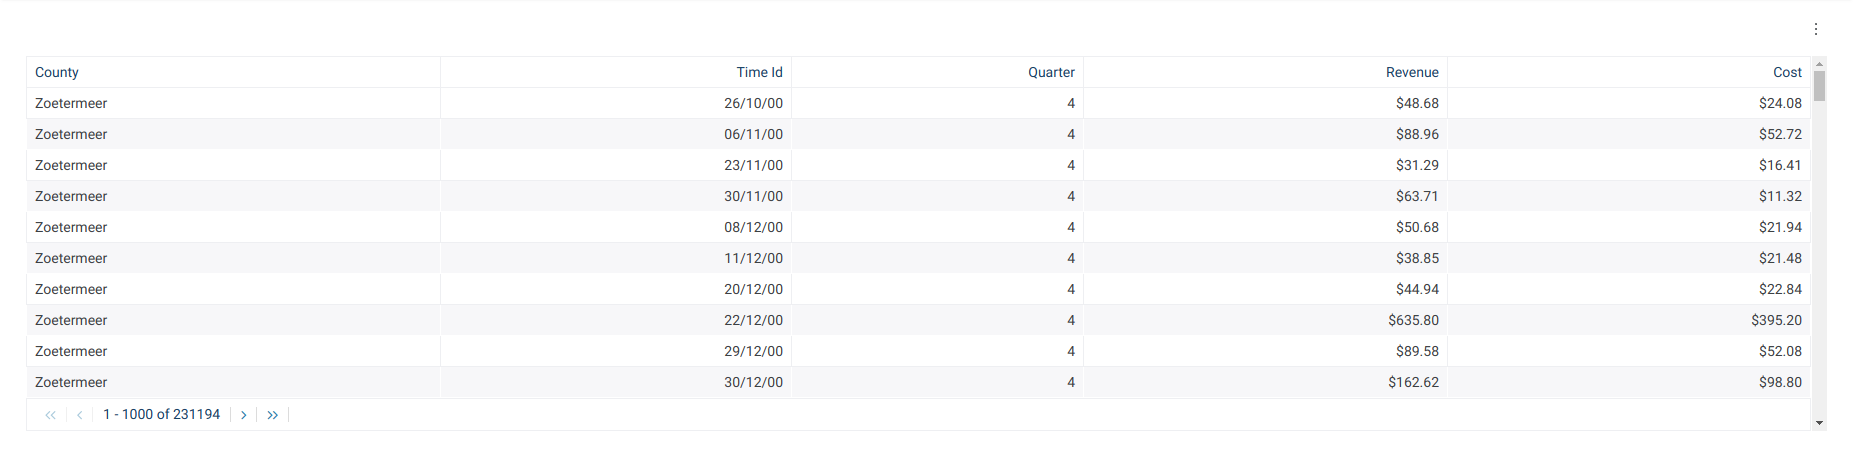 County Time Id Quarter Revenue Cost
Zoetermeer 26/10/00 4 $48.68 $24.08
Zoetermeer 06/11/00 4 $88.96 $52.72
Zoetermeer 23/11/00 4 $31.29 $16.41
Zoetermeer 30/11/00 4 $63.71 $11.32
Zoetermeer 08/12/00 4 $50.68 $21.94
Zoetermeer 11/12/00 4 $38.85 $21.48
Zoetermeer 20/12/00 4 $44.94 $22.84
Zoetermeer 22/12/00 4 $635.80 $395.20
Zoetermeer 29/12/00 4 $89.58 $52.08
Zoetermeer 30/12/00 4 $162.62 $98.80
1 - 1000 of 231194